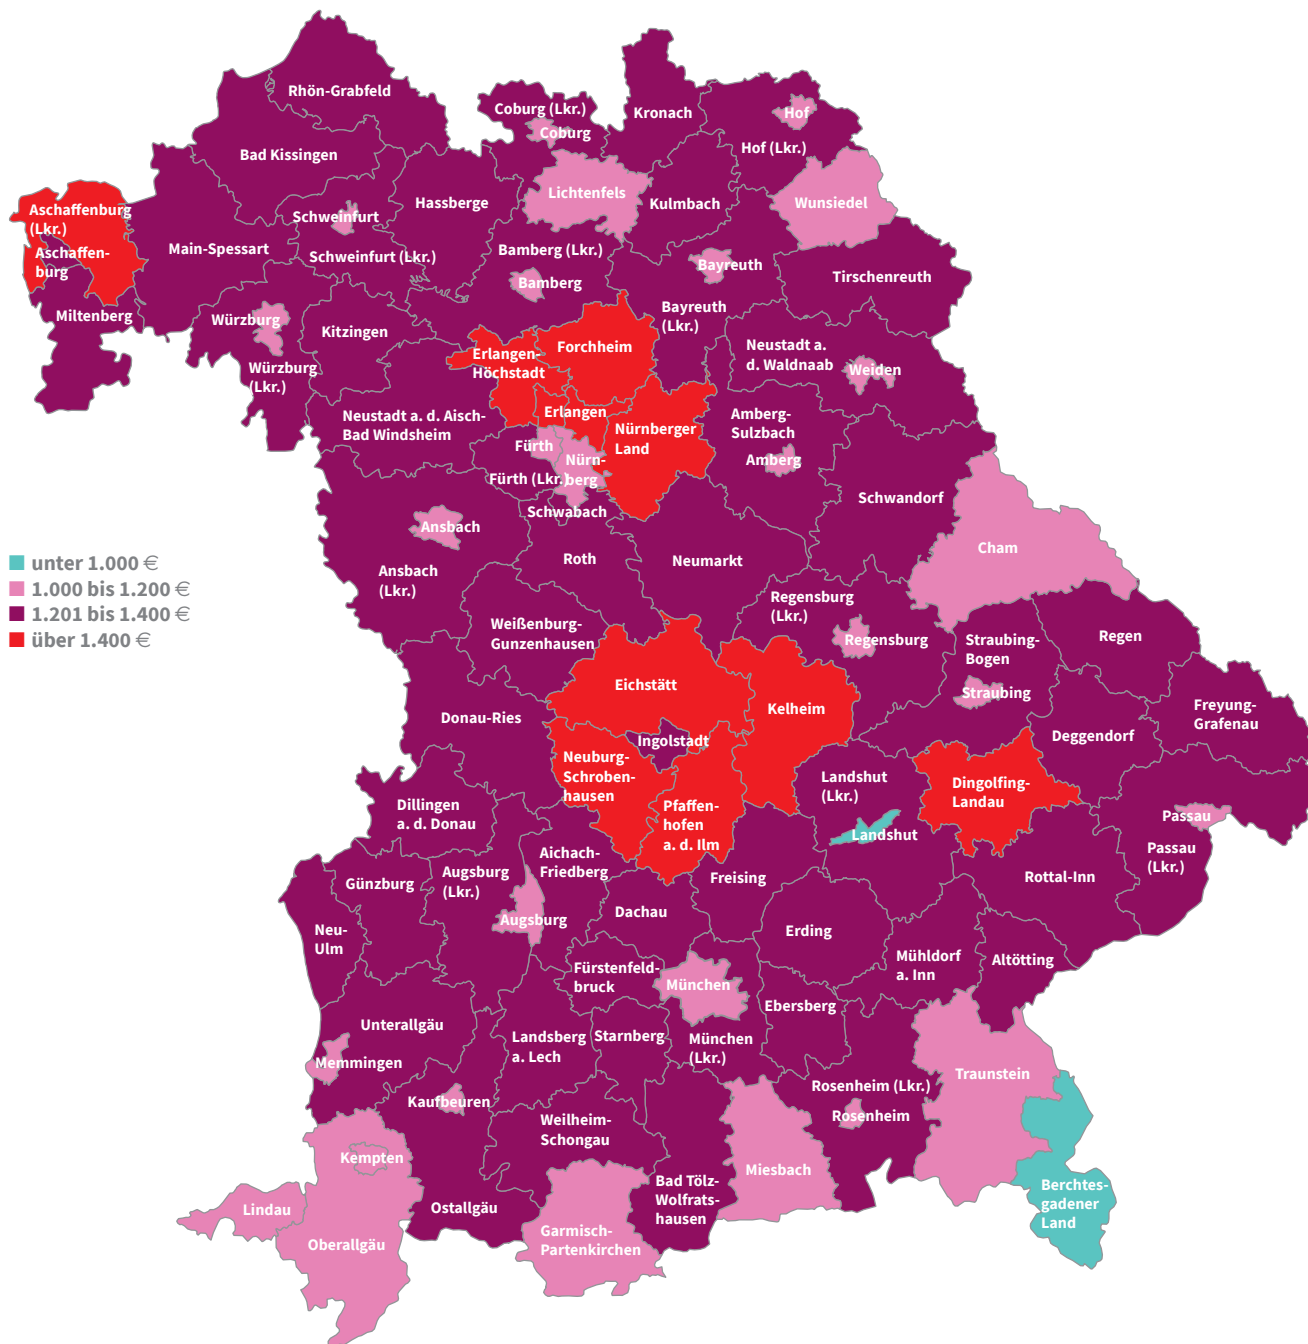 Rhön-Grabfeld
Coburg (Lkr.)
Coburg
Kronach
Hof
Hof (Lkr.)
Bad Kissingen
Lichtenfels
Hassberge
Kulmbach
Wunsiedel
Aschaffenburg
(Lkr.)
Schweinfurt
Main-Spessart
Schweinfurt (Lkr.)
Bamberg (Lkr.)
Aschaffen-
burg
Bamberg
Bayreuth
Tirschenreuth
Miltenberg
Würzburg
Kitzingen
Bayreuth
(Lkr.)
Würzburg
(Lkr.)
Erlangen-
Höchstadt
Forchheim
Neustadt a.
d. Waldnaab
Weiden
Neustadt a. d. Aisch-
Bad Windsheim
Erlangen
Nürnberger
Land
Amberg-
Sulzbach
Amberg
Fürth
Nürn-
berg
Fürth (Lkr.)
Schwabach
Schwandorf
Ansbach
Cham
Ansbach
(Lkr.)
Roth
Neumarkt
unter 1.000 €
1.000 bis 1.200 €
1.201 bis 1.400 €
über 1.400 €
Weißenburg-
Gunzenhausen
Regensburg
(Lkr.)
Regensburg
Straubing-
Bogen
Regen
Straubing
Eichstätt
Kelheim
Donau-Ries
Freyung-
Grafenau
Deggendorf
Ingolstadt
Neuburg-
Schroben-
hausen
Landshut
(Lkr.)
Dingolfing-
Landau
Dillingen
a. d. Donau
Pfaffen-
hofen
a. d. Ilm
Landshut
Passau
Passau
(Lkr.)
Aichach-
Friedberg
Günzburg
Augsburg
(Lkr.)
Freising
Rottal-Inn
Augsburg
Dachau
Neu-
Ulm
Erding
Mühldorf
a. Inn
Altötting
Fürstenfeld-
bruck
München
Ebersberg
Unterallgäu
Landsberg
a. Lech
Starnberg
München
(Lkr.)
Memmingen
Traunstein
Rosenheim (Lkr.)
Rosenheim
Kaufbeuren
Weilheim-
Schongau
Kempten
Miesbach
Bad Tölz-
Wolfrats-
hausen
Berchtes-
gadener
Land
Lindau
Ostallgäu
Oberallgäu
Garmisch-
Partenkirchen